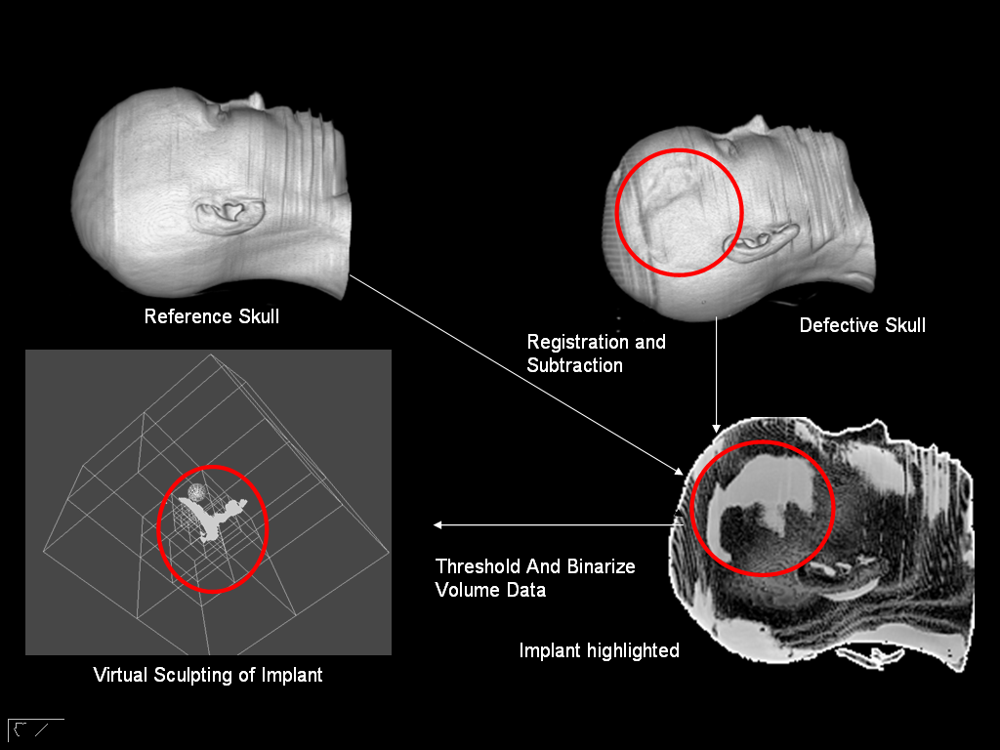 Reference Skull
Defective Skull
Registration and
Subtraction
Threshold And Binarize
Volume Data
Implant highlighted
Virtual Sculpting of Implant